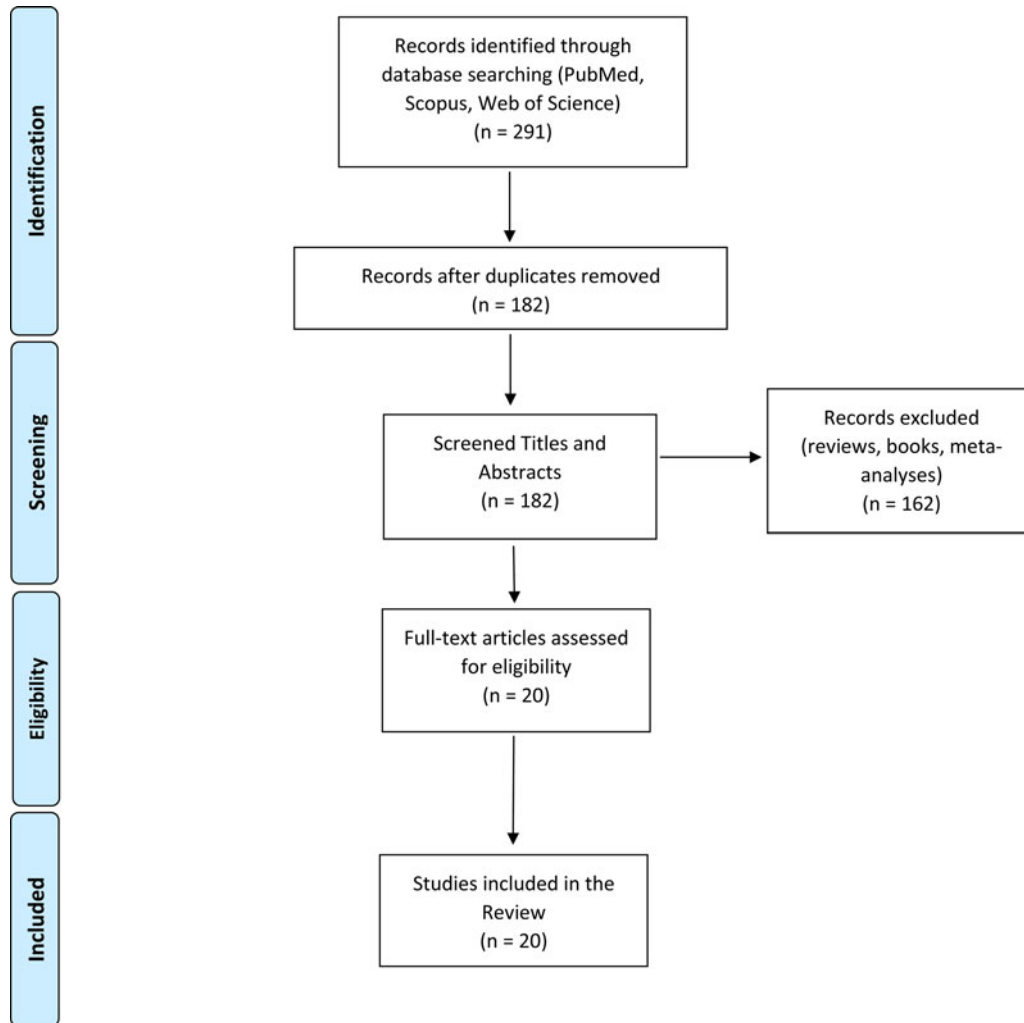 Identification
Records identified through
database searching (PubMed,
Scopus, Web of Science)
(n = 291)
Records after duplicates removed
(n = 182)
Screening
Screened Titles and
Abstracts
(n = 182)
Records excluded
(reviews, books, meta-
analyses)
(n = 162)
Eligibility
Full-text articles assessed
for eligibility
(n = 20)
Included
Studies included in the
Review
(n = 20)